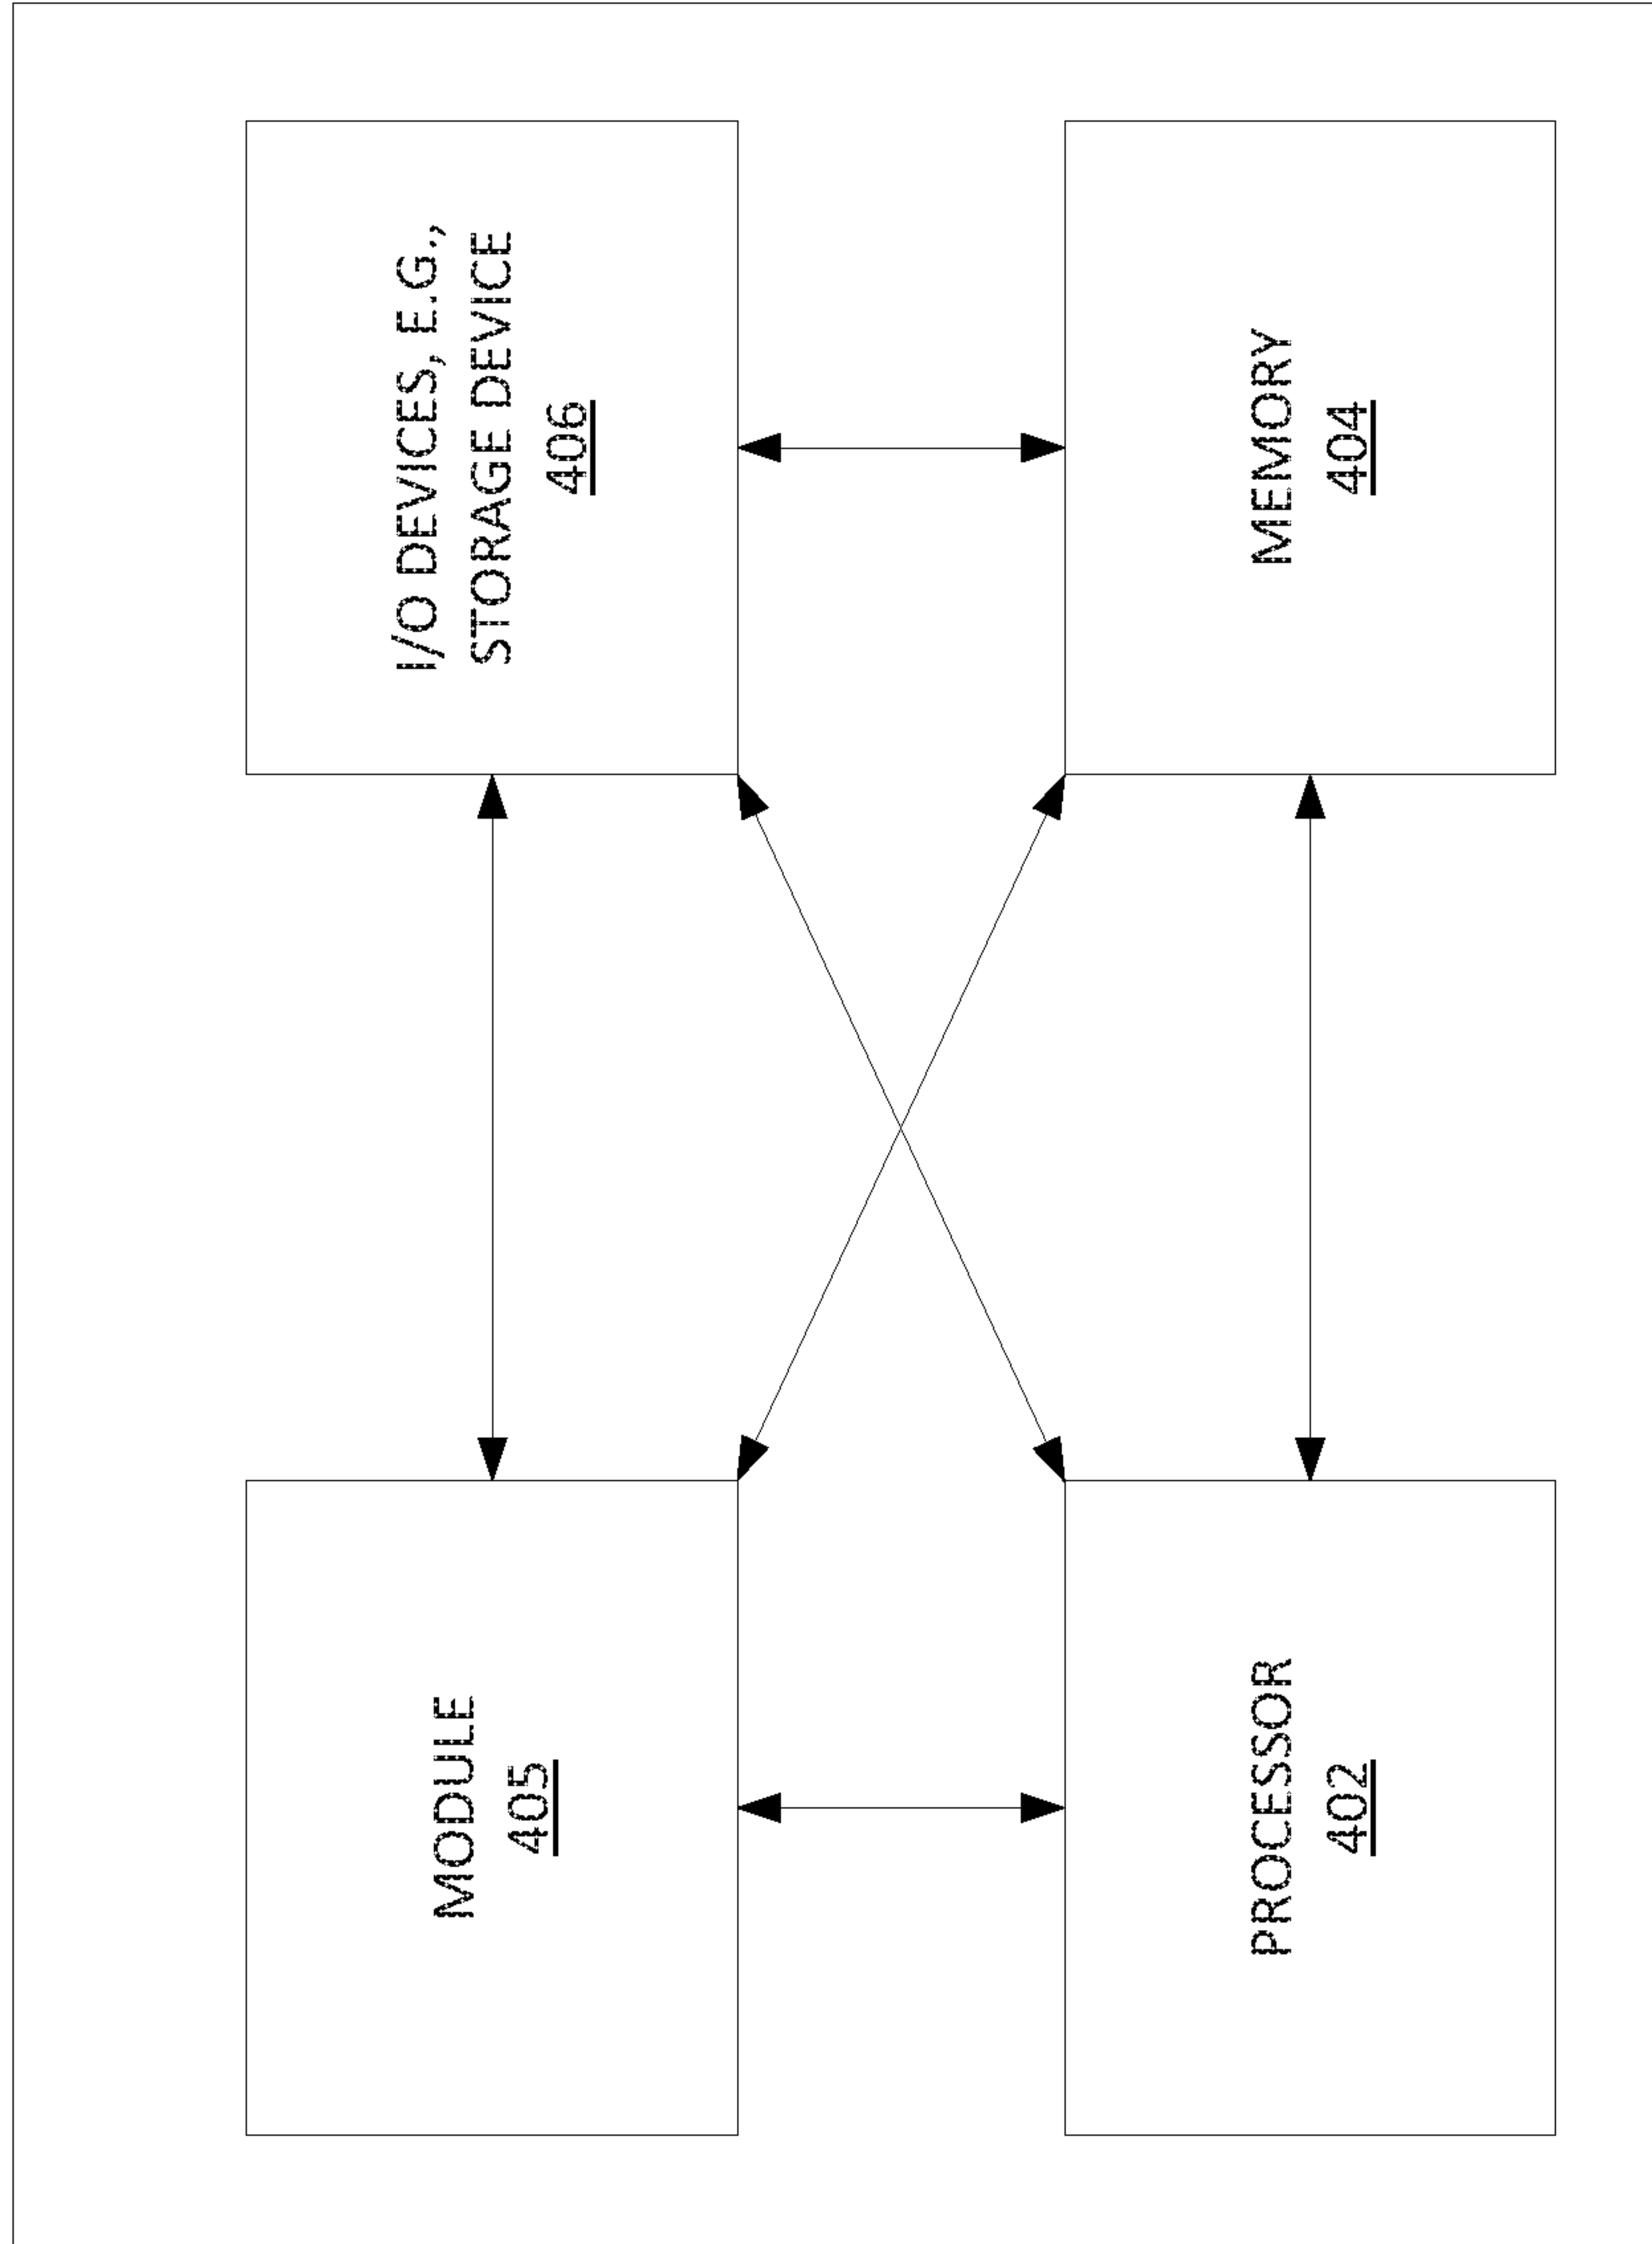 MODULE
405
I/O DEVICES, E.G.,
STORAGE DEVICE
406
PROCESSOR
402
MEMORY
404